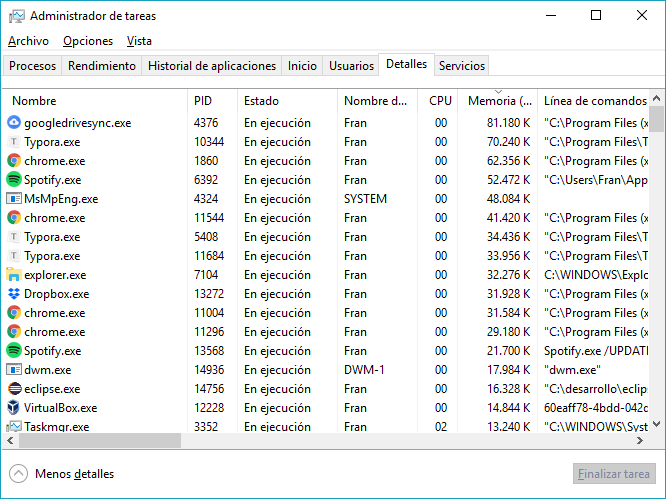 Administrador de tareas
Archivo Opciones Vista
Procesos Rendimiento Historial de aplicaciones Inicio Usuarios Detalles Servicios
Nombre PID Estado Nombre d... CPU Memoria (... Línea de comandos
googledrivesync.exe 4376 En ejecución Fran 00 81.180 K "C:\Program Files (x
Typora.exe 10344 En ejecución Fran 00 70.240 K "C:\Program Files\T
chrome.exe 1860 En ejecución Fran 00 62.356 K "C:\Program Files (x
Spotify.exe 6392 En ejecución Fran 00 52.472 K "C:\Users\Fran\App
MsMpEng.exe 4324 En ejecución SYSTEM 00 48.084 K
chrome.exe 11544 En ejecución Fran 00 41.420 K "C:\Program Files (x
Typora.exe 5408 En ejecución Fran 00 34.436 K "C:\Program Files\T
Typora.exe 11684 En ejecución Fran 00 33.956 K "C:\Program Files\T
explorer.exe 7104 En ejecución Fran 00 32.276 K C:\WINDOWS\Explo
Dropbox.exe 13272 En ejecución Fran 00 31.928 K "C:\Program Files (x
chrome.exe 11004 En ejecución Fran 00 31.584 K "C:\Program Files (x
chrome.exe 11296 En ejecución Fran 00 29.180 K "C:\Program Files (x
Spotify.exe 13568 En ejecución Fran 00 21.700 K Spotify.exe /UPDATI
dwm.exe 14936 En ejecución DWM-1 00 17.984 K "dwm.exe"
eclipse.exe 14756 En ejecución Fran 00 16.328 K "C:\desarrollo\eclip
VirtualBox.exe 12228 En ejecución Fran 00 14.844 K 60eaff78-4bdd-042d
Taskmgr.exe 3352 En ejecución Fran 02 13.240 K "C:\WINDOWS\Syst
Menos detalles Finalizar tarea